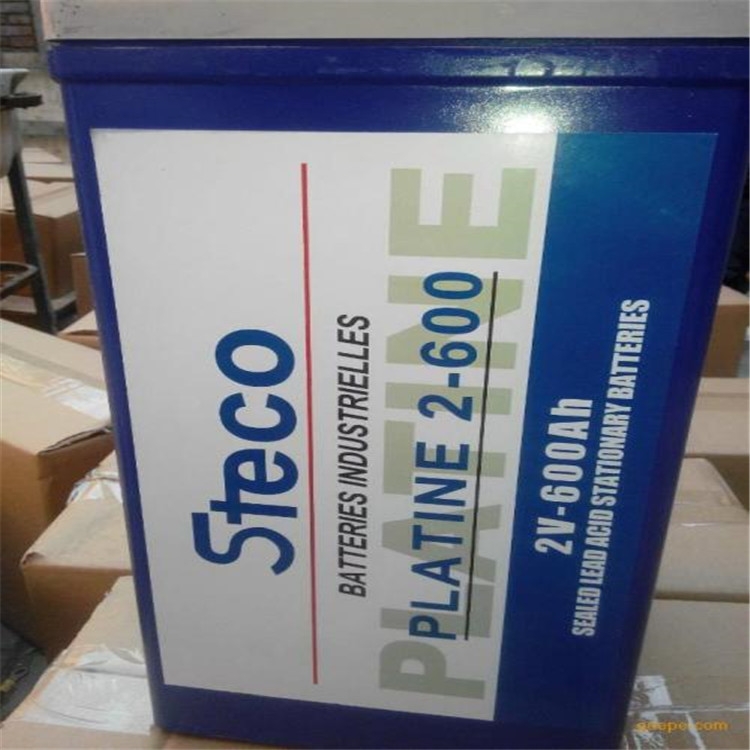 Steco
BATTERIES INDUSTRIELLES
PLATINE
PLATINE 2-600
2V-600Ah
SEALED LEAD ACID STATIONARY BATTERIES